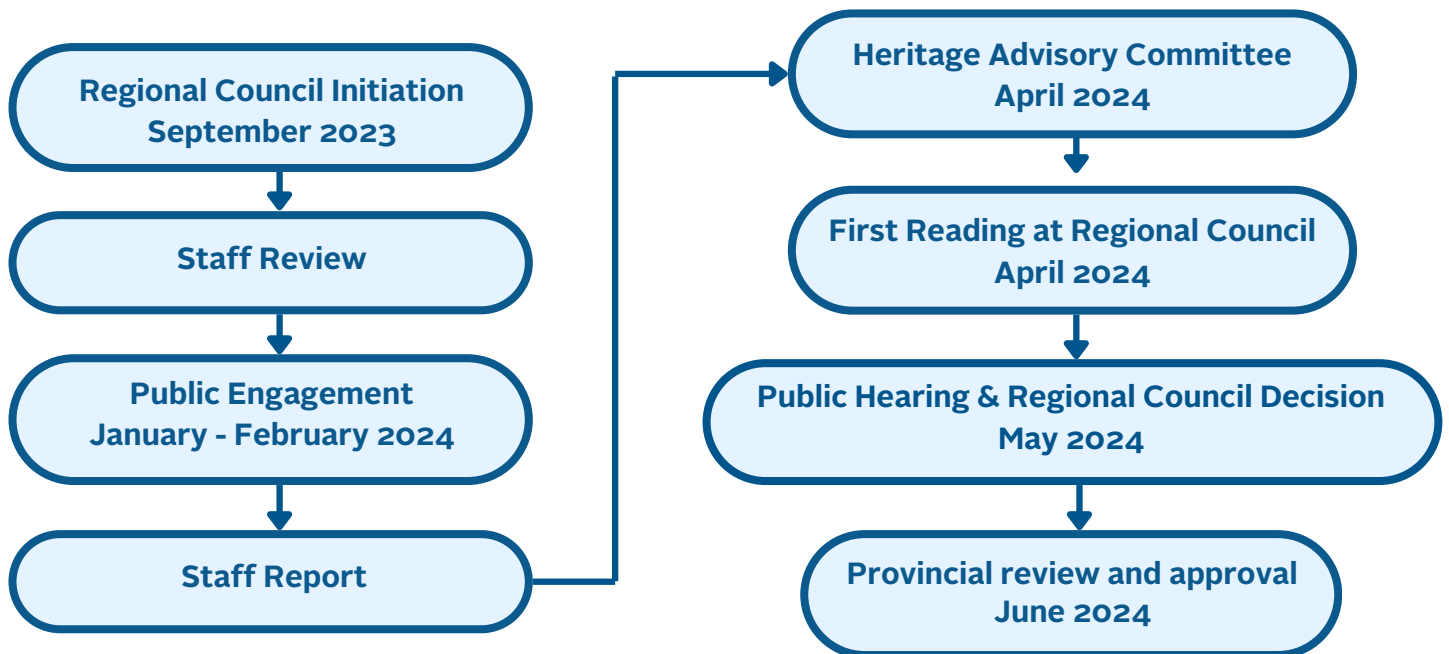 Regional Council Initiation
September 2023
Staff Review
Public Engagement
January - February 2024
Staff Report
Heritage Advisory Committee
April 2024
First Reading at Regional Council
April 2024
Public Hearing & Regional Council Decision
May 2024
Provincial review and approval
June 2024